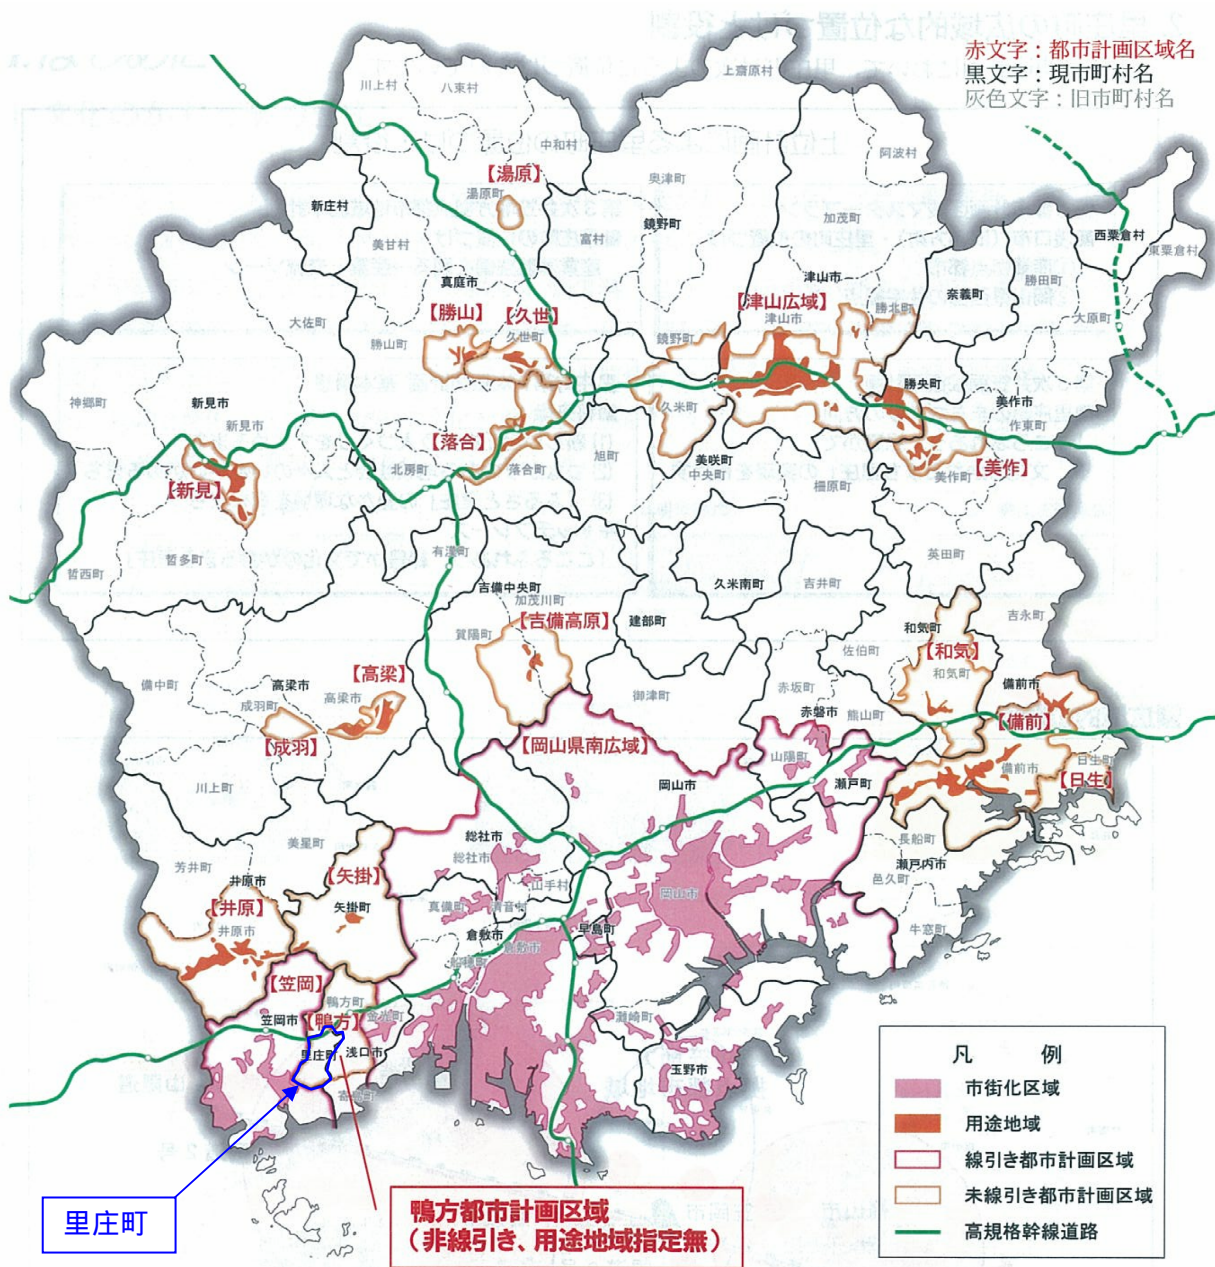 赤文字：都市計画区域名
黒文字：現市町村名
灰色文字：旧市町村名
川上村
八束村
上齋原村
中和村
阿波村
【湯原】
湯原町
奥津町
新庄村
鏡野町
加茂町
西粟倉村
東粟倉村
美甘村
富村
真庭市
津山市
勝田町
奈義町
【勝山】
【久世】
【津山広域】
勝北町
大原町
大佐町
勝山町
久世町
鏡野町
津山市
神郷町
新見市
新見市
勝央町
美作市
久米町
作東町
【落合】
旭町
美咲町
中央町
【美作】
美作町
北房町
落合町
柵原町
【新見】
哲西町
哲多町
有漢町
英田町
吉備中央町
久米南町
吉井町
加茂川町
【吉備高原】
建部町
吉永町
賀陽町
和気町
佐伯町
【和気】
【高梁】
備中町
高梁市
成羽町
高梁市
御津町
赤坂町
和気町
備前市
赤磐市
熊山町
【備前】
【成羽】
【岡山県南広域】
山陽町
備前市
日生町
【日生】
川上町
岡山市
瀬戸町
美星町
総社市
総社市
長船町
芳井町
瀬戸内市
井原市
【矢掛】
山手村
岡山市
邑久町
【井原】
矢掛町
真備町
清音村
牛窓町
井原市
倉敷市
倉敷市
早島町
船穂町
【笠岡】
鴨方町
笠岡市
【鴨方】
金光町
灘崎町
里庄町
浅口市
玉野市
寄島町
凡　例
市街化区域
用途地域
線引き都市計画区域
未線引き都市計画区域
高規格幹線道路
里庄町
鴨方都市計画区域
（非線引き、用途地域指定無）